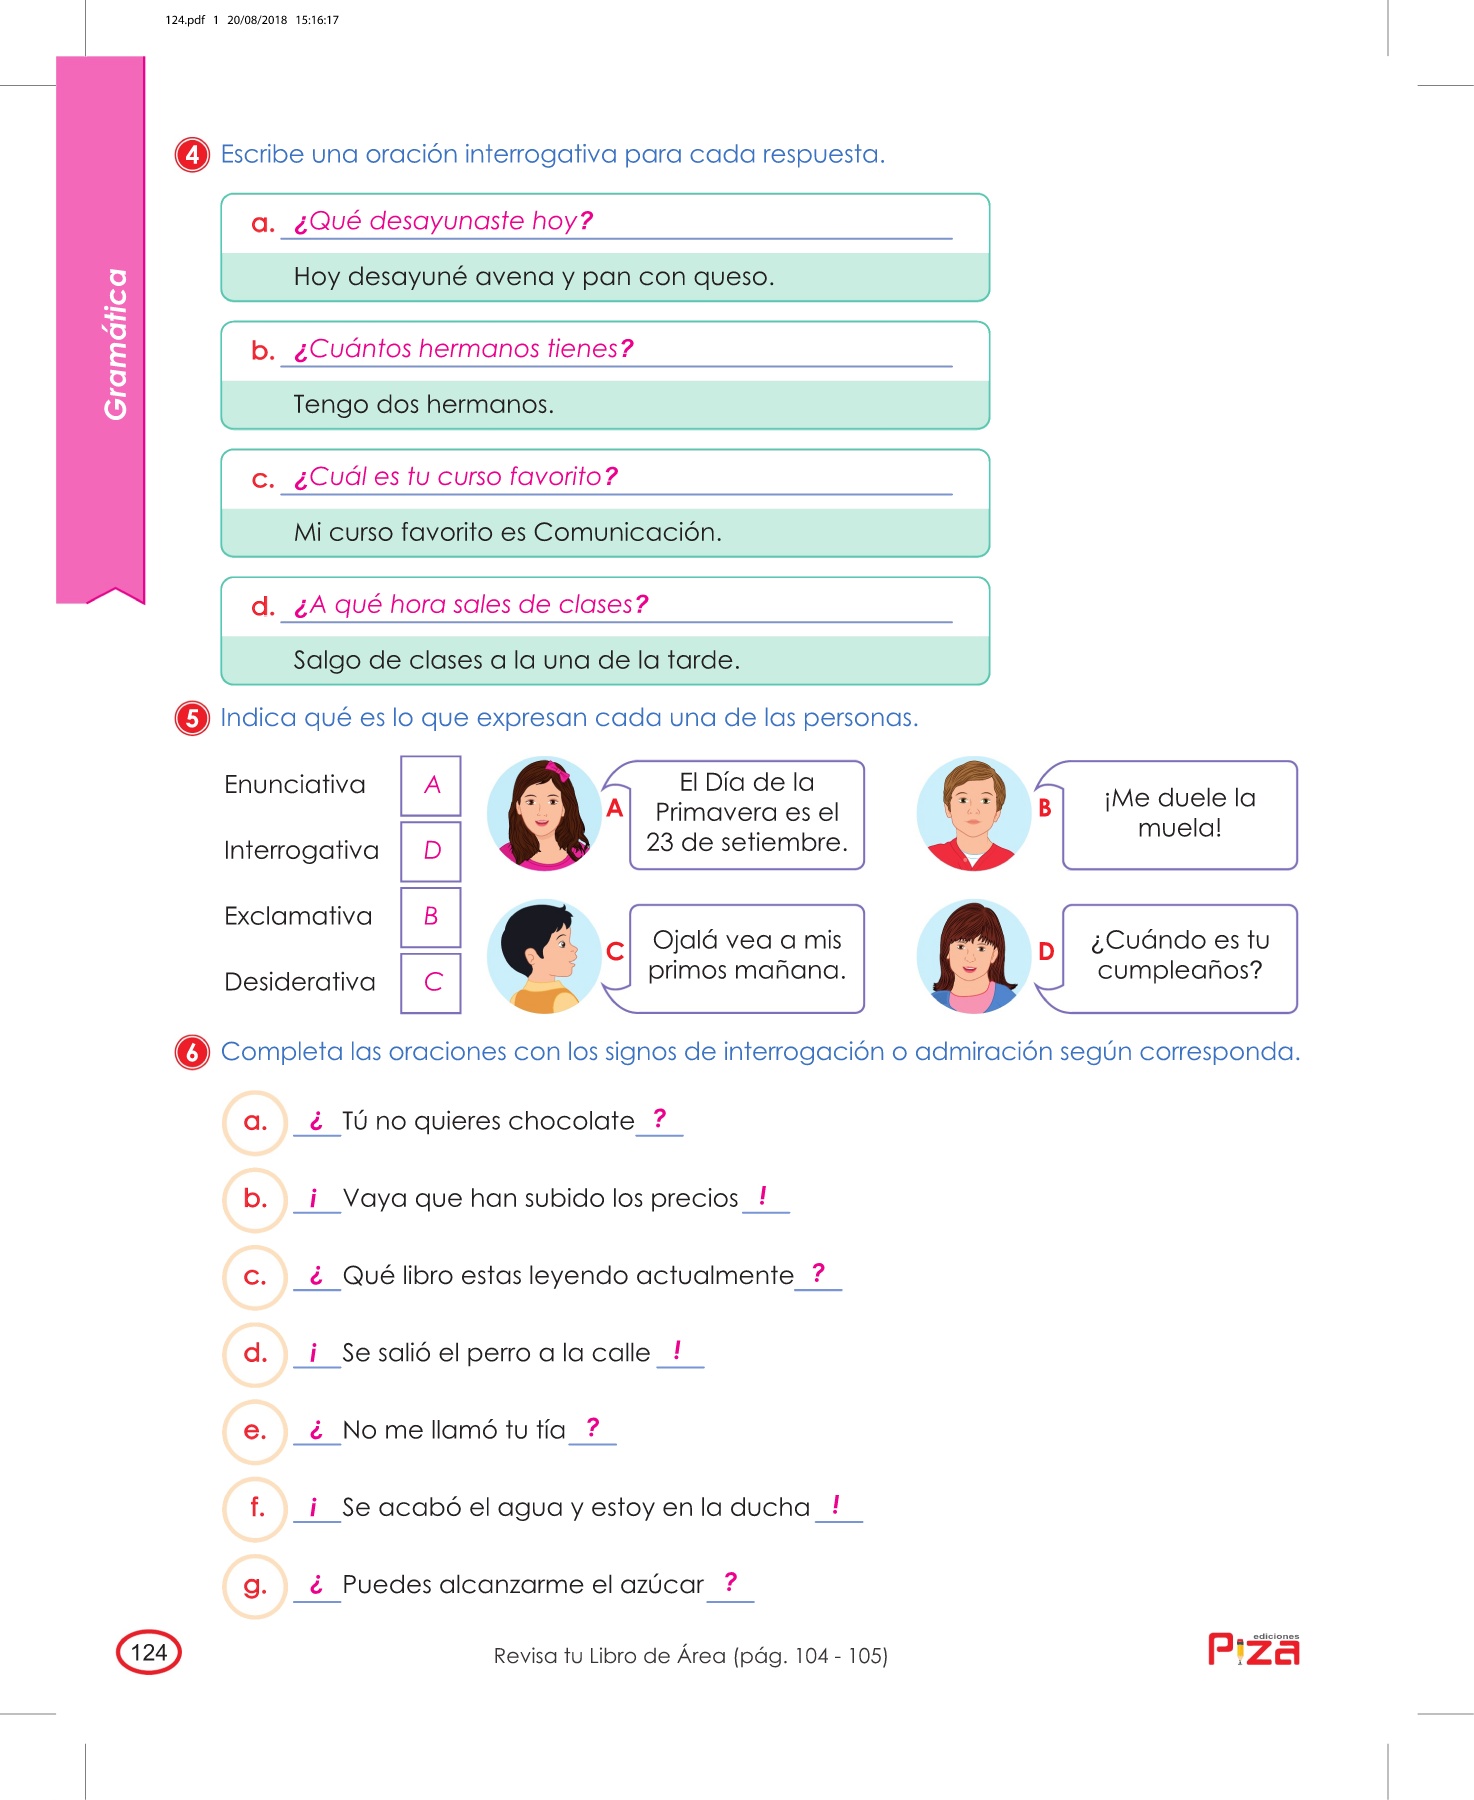 124.pdf 1 20/08/2018 15:16:17
Gramática
4 Escribe una oración interrogativa para cada respuesta.
a. ¿Qué desayunaste hoy?
Hoy desayuné avena y pan con queso.
b. ¿Cuántos hermanos tienes?
Tengo dos hermanos.
c. ¿Cuál es tu curso favorito?
Mi curso favorito es Comunicación.
d. ¿A qué hora sales de clases?
Salgo de clases a la una de la tarde.
5 Indica qué es lo que expresan cada una de las personas.
Enunciativa A
Interrogativa D
Exclamativa B
Desiderativa C
A
El Día de la
Primavera es el
23 de setiembre.
B
¡Me duele la
muela!
C
Ojalá vea a mis
primos mañana.
D
¿Cuándo es tu
cumpleaños?
6 Completa las oraciones con los signos de interrogación o admiración según corresponda.
a. ¿ Tú no quieres chocolate ?
b. ¡ Vaya que han subido los precios !
c. ¿ Qué libro estas leyendo actualmente ?
d. ¡ Se salió el perro a la calle !
e. ¿ No me llamó tu tía ?
f. ¡ Se acabó el agua y estoy en la ducha !
g. ¿ Puedes alcanzarme el azúcar ?
124
Revisa tu Libro de Área (pág. 104 - 105)
ediciones
Piza